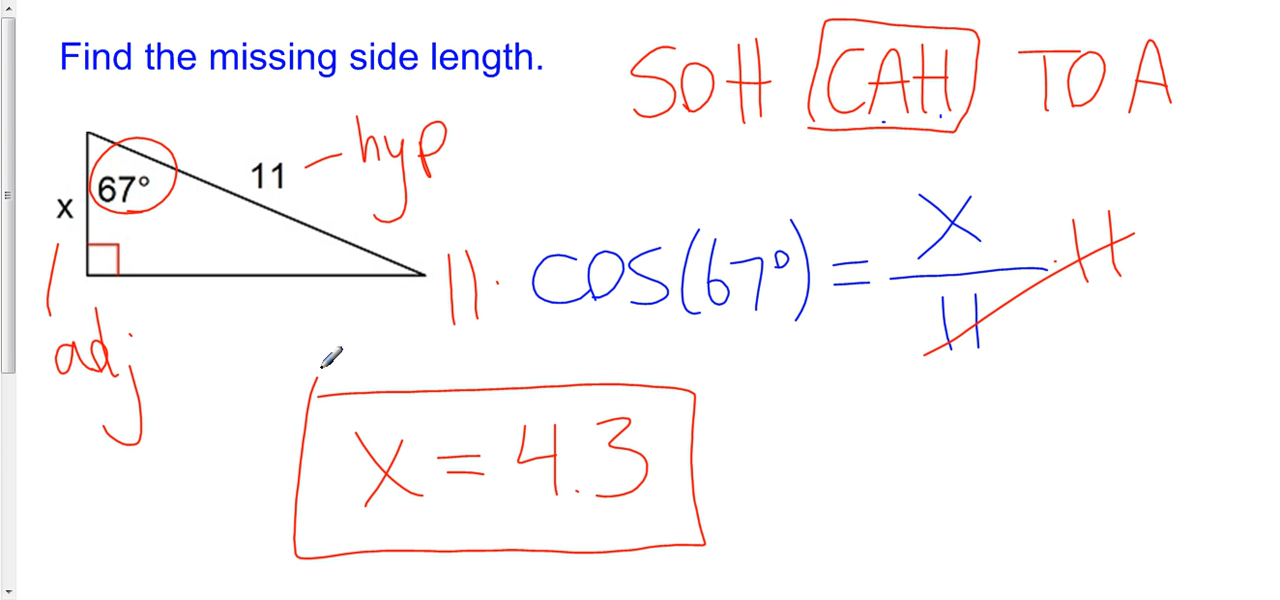 Find the missing side length.
SOH CAH TOA
67°
11 – hyp
x
adj
11 · cos(67°) = x / 11 · 11
x = 4.3